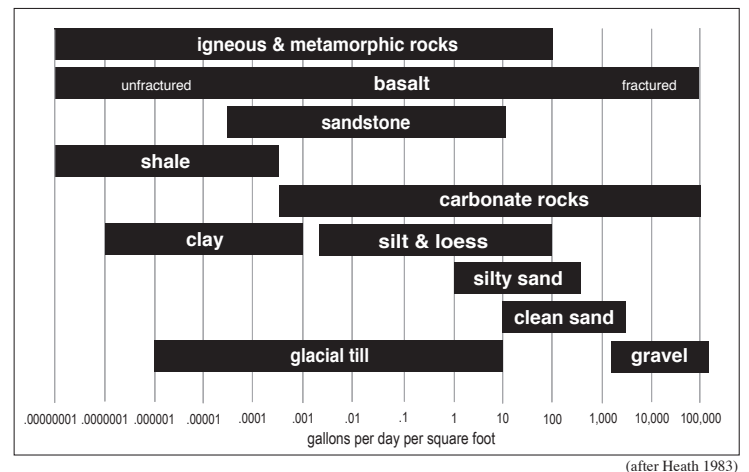 igneous & metamorphic rocks
unfractured basalt fractured
sandstone
shale
carbonate rocks
clay silt & loess
silty sand
clean sand
glacial till gravel
.00000001 .0000001 .000001 .00001 .0001 .001 .01 .1 1 10 100 1,000 10,000 100,000
gallons per day per square foot
(after Heath 1983)